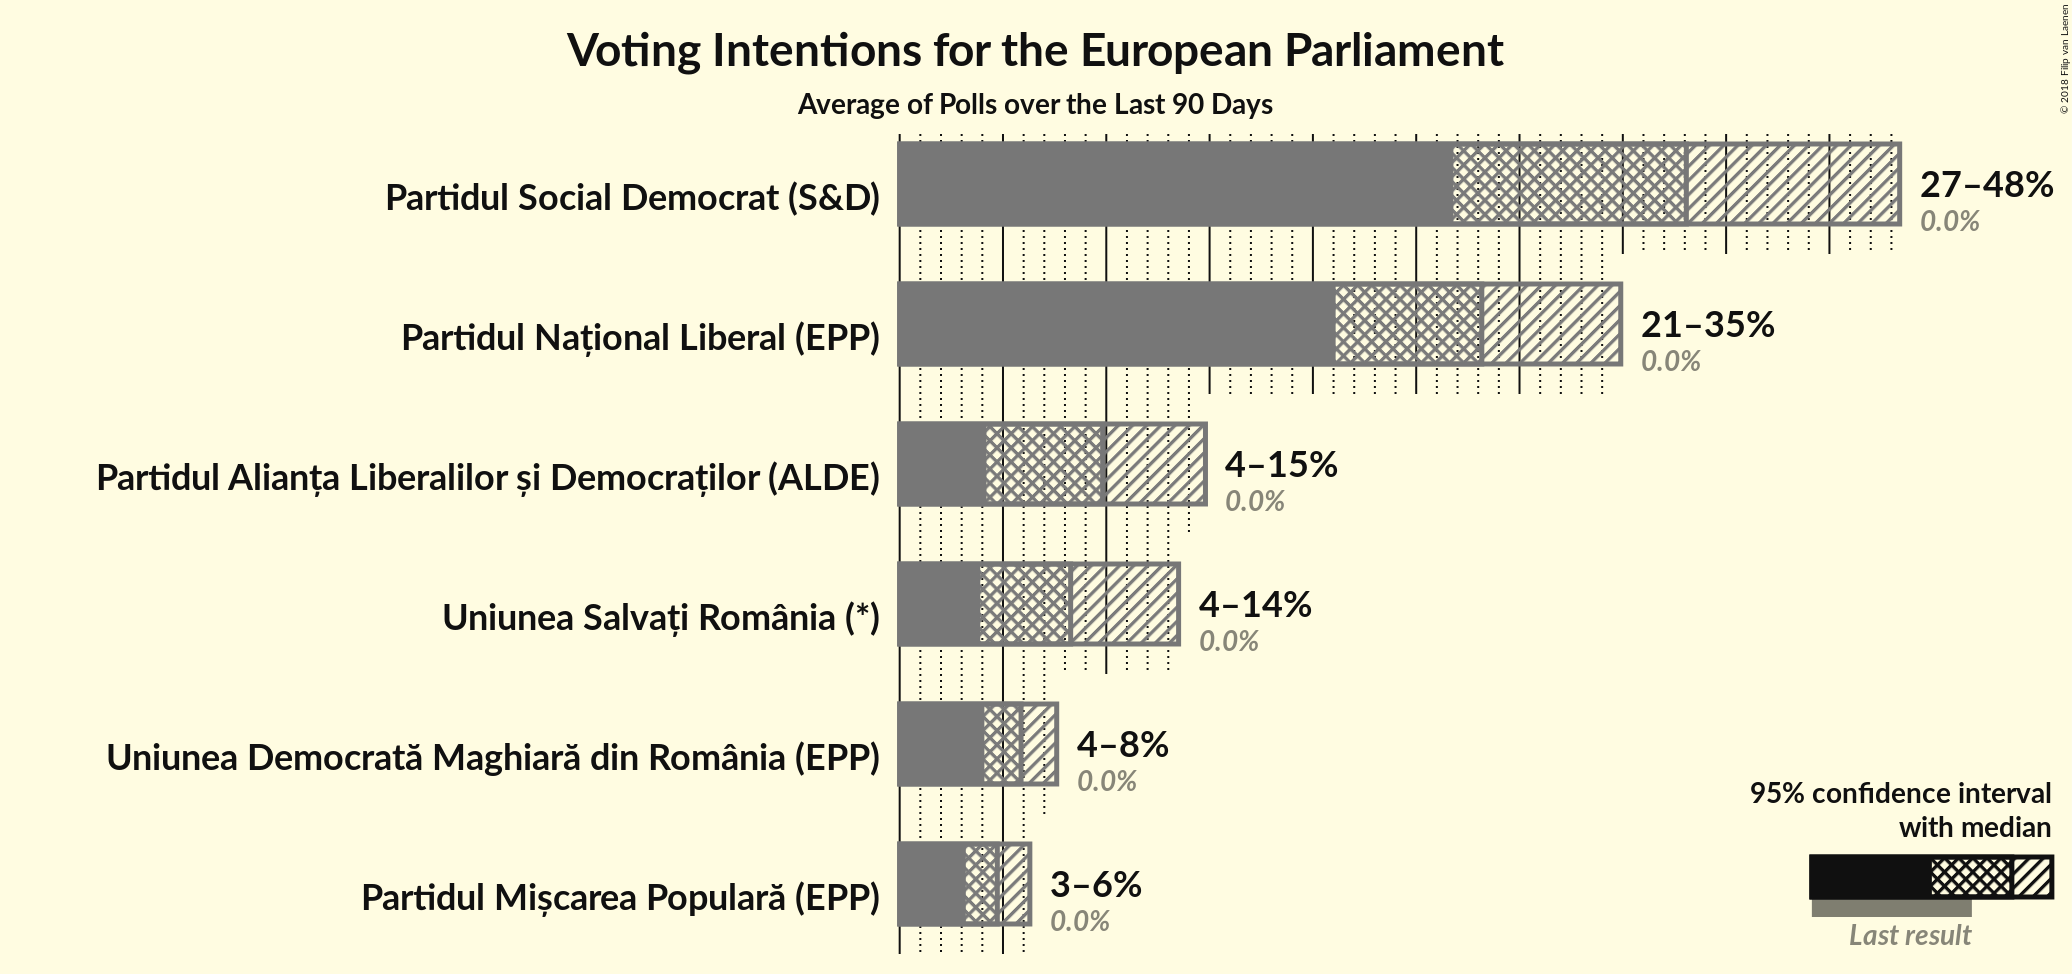 Voting Intentions for the European Parliament
Average of Polls over the Last 90 Days
© 2018 Filip van Laenen
Partidul Social Democrat (S&D)
27–48%
0.0%
Partidul Național Liberal (EPP)
21–35%
0.0%
Partidul Alianța Liberalilor și Democraților (ALDE)
4–15%
0.0%
Uniunea Salvați România (*)
4–14%
0.0%
Uniunea Democrată Maghiară din România (EPP)
4–8%
0.0%
Partidul Mișcarea Populară (EPP)
3–6%
0.0%
95% confidence interval
with median
Last result